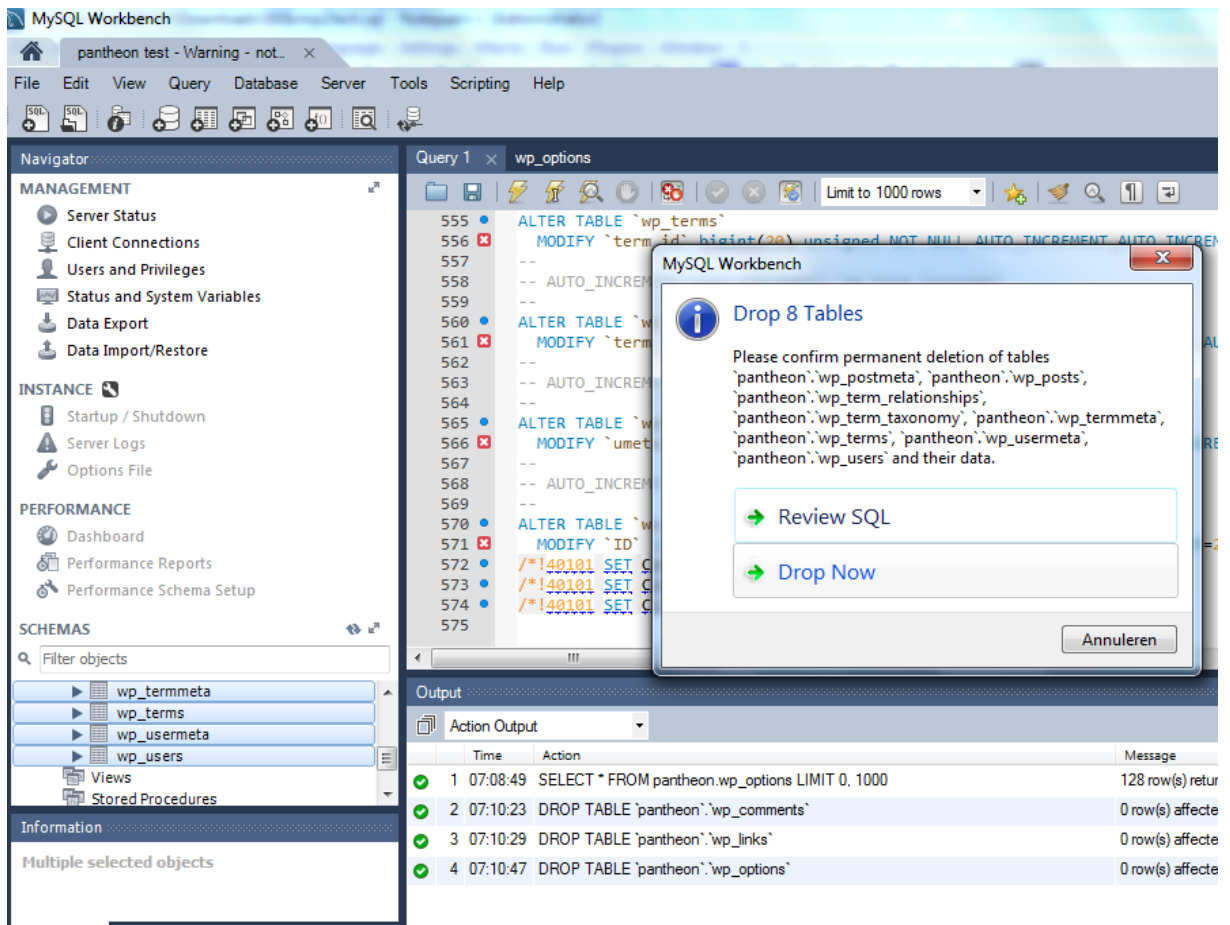 MySQL Workbench
pantheon test - Warning - not...
File Edit View Query Database Server Tools Scripting Help
Navigator
MANAGEMENT
Server Status
Client Connections
Users and Privileges
Status and System Variables
Data Export
Data Import/Restore
INSTANCE
Startup / Shutdown
Server Logs
Options File
PERFORMANCE
Dashboard
Performance Reports
Performance Schema Setup
SCHEMAS
Filter objects
wp_termmeta
wp_terms
wp_usermeta
wp_users
Views
Stored Procedures
Information
Multiple selected objects
Query 1 wp_options
Limit to 1000 rows
555 ALTER TABLE `wp_terms`
556 MODIFY `term_id` bigint(20) unsigned NOT NULL AUTO_INCREMENT, AUTO_INCREM
557 --
558 -- AUTO_INCREM
559 --
560 ALTER TABLE `w
561 MODIFY `term AU
562 --
563 -- AUTO_INCREM
564 --
565 ALTER TABLE `w
566 MODIFY `umet RE
567 --
568 -- AUTO_INCREM
569 --
570 ALTER TABLE `w
571 MODIFY `ID` =2
572 /*!40101 SET C
573 /*!40101 SET C
574 /*!40101 SET C
575
MySQL Workbench
Drop 8 Tables
Please confirm permanent deletion of tables
`pantheon`.`wp_postmeta`, `pantheon`.`wp_posts`,
`pantheon`.`wp_term_relationships`,
`pantheon`.`wp_term_taxonomy`, `pantheon`.`wp_termmeta`,
`pantheon`.`wp_terms`, `pantheon`.`wp_usermeta`,
`pantheon`.`wp_users` and their data.
Review SQL
Drop Now
Annuleren
Output
Action Output
Time Action Message
1 07:08:49 SELECT * FROM pantheon.wp_options LIMIT 0, 1000 128 row(s) retur
2 07:10:23 DROP TABLE `pantheon`.`wp_comments` 0 row(s) affecte
3 07:10:29 DROP TABLE `pantheon`.`wp_links` 0 row(s) affecte
4 07:10:47 DROP TABLE `pantheon`.`wp_options` 0 row(s) affecte